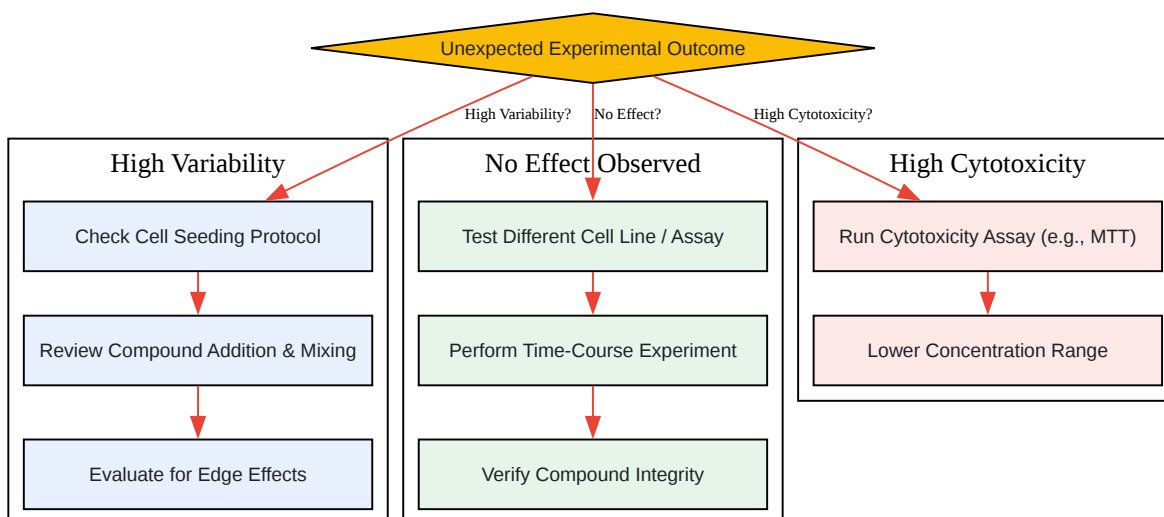 Unexpected Experimental Outcome
High Variability?
No Effect?
High Cytotoxicity?
High Variability
Check Cell Seeding Protocol
Review Compound Addition & Mixing
Evaluate for Edge Effects
No Effect Observed
Test Different Cell Line / Assay
Perform Time-Course Experiment
Verify Compound Integrity
High Cytotoxicity
Run Cytotoxicity Assay (e.g., MTT)
Lower Concentration Range